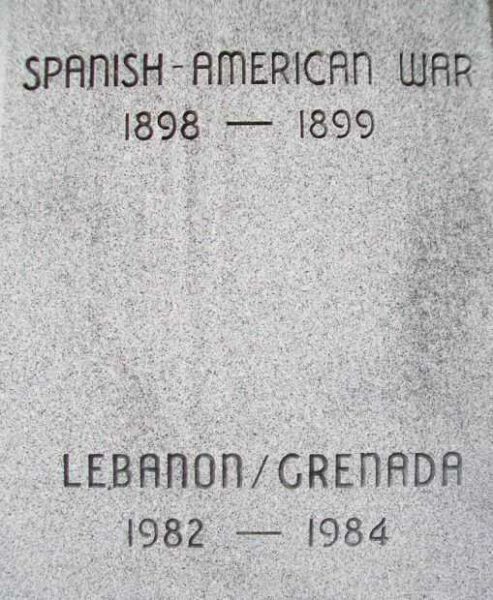 SPANISH - AMERICAN WAR
1898 — 1899
LEBANON/GRENADA
1982 — 1984